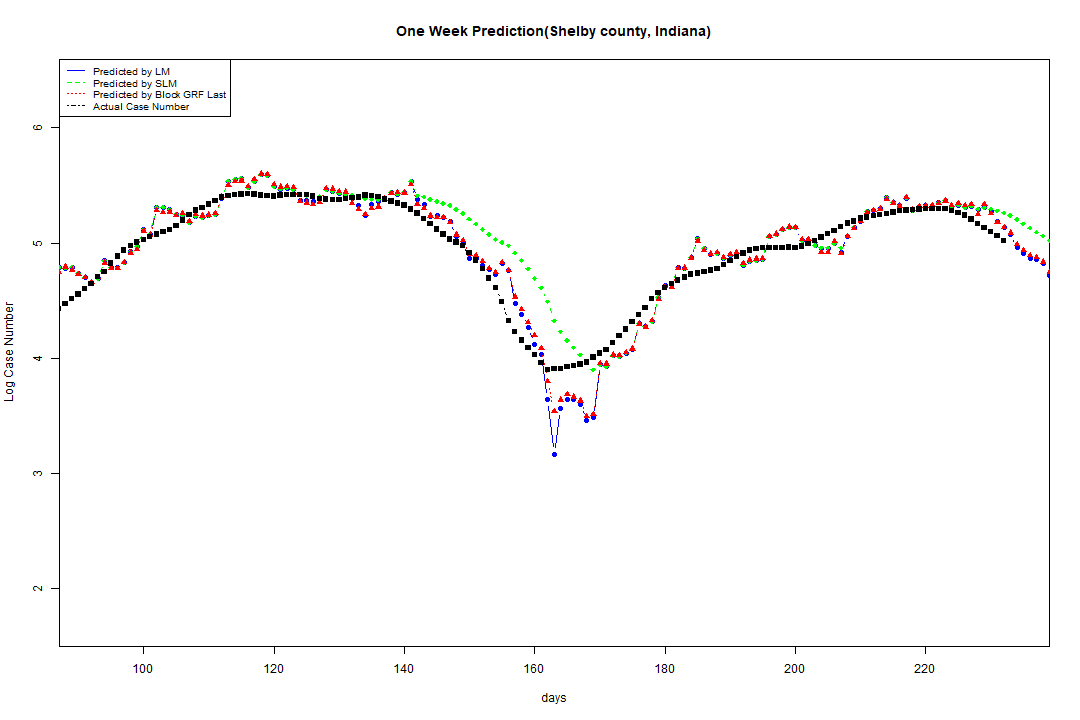 One Week Prediction(Shelby county, Indiana)
Predicted by LM
Predicted by SLM
Predicted by Block GRF Last
Actual Case Number
6
5
4
3
2
Log Case Number
100 120 140 160 180 200 220
days